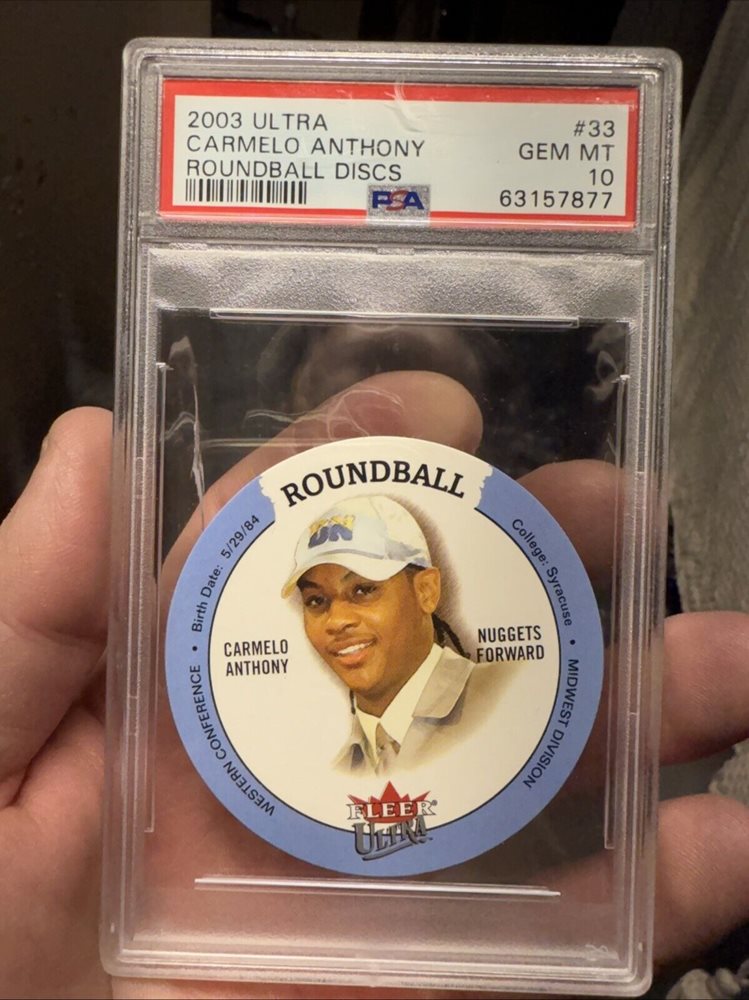 2003 ULTRA
#33
CARMELO ANTHONY
GEM MT
ROUNDBALL DISCS
10
PSA
63157877
ROUNDBALL
Birth Date: 5/29/84
College: Syracuse
DN
CARMELO
ANTHONY
NUGGETS
FORWARD
WESTERN CONFERENCE
MIDWEST DIVISION
FLEER®
ULTRA